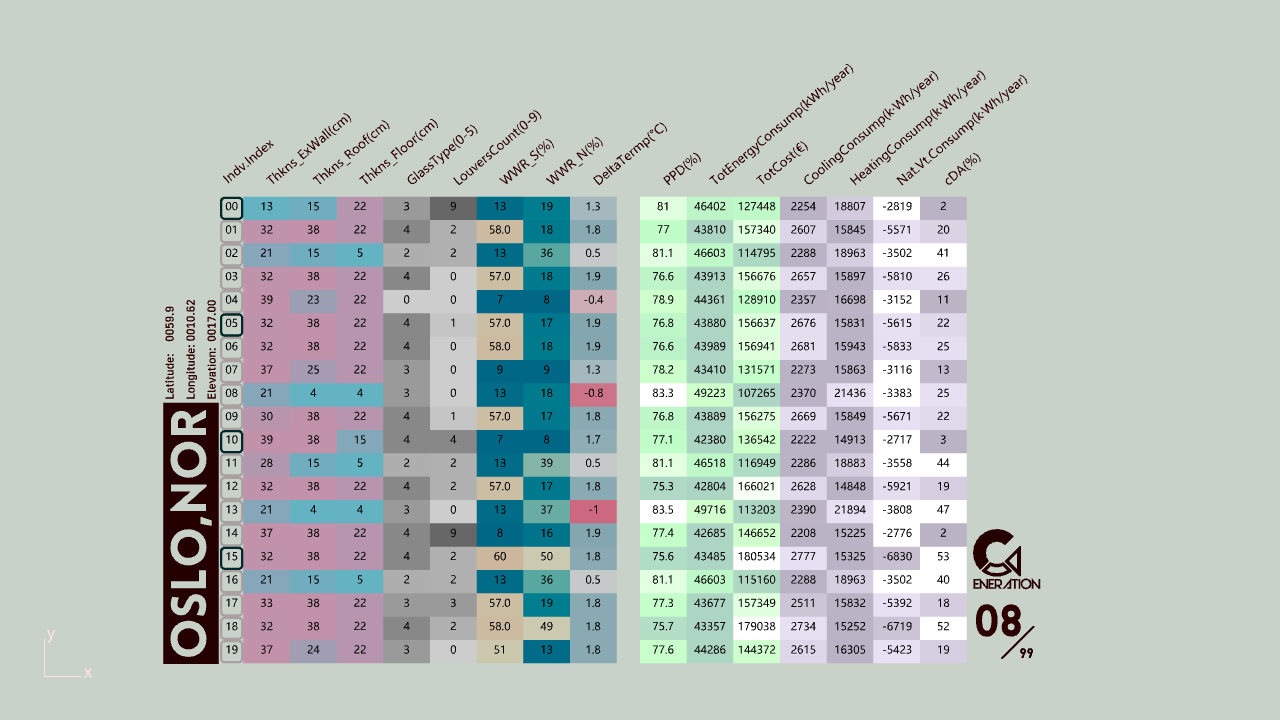 Indv.Index Thkns_ExWall(cm) Thkns_Roof(cm) Thkns_Floor(cm) GlassType(0-5) LouversCount(0-9) WWR_S(%) WWR_N(%) DeltaTermp(°C) PPD(%) TotEnergyConsump(kWh/year) TotCost(€) CoolingConsump(k·Wh/year) HeatingConsump(k·Wh/year) Nat.Vt.Consump(k·Wh/year) cDA(%)
00 13 15 22 3 9 13 19 1.3 81 46402 127448 2254 18807 -2819 2
01 32 38 22 4 2 58.0 18 1.8 77 43810 157340 2607 15845 -5571 20
02 21 15 5 2 2 13 36 0.5 81.1 46603 114795 2288 18963 -3502 41
03 32 38 22 4 0 57.0 18 1.9 76.6 43913 156676 2657 15897 -5810 26
04 39 23 22 0 0 7 8 -0.4 78.9 44361 128910 2357 16698 -3152 11
05 32 38 22 4 1 57.0 17 1.9 76.8 43880 156637 2676 15831 -5615 22
06 32 38 22 4 0 58.0 18 1.9 76.6 43989 156941 2681 15943 -5833 25
07 37 25 22 3 0 9 9 1.3 78.2 43410 131571 2273 15863 -3116 13
08 21 4 4 3 0 13 18 -0.8 83.3 49223 107265 2370 21436 -3383 25
09 30 38 22 4 1 57.0 17 1.8 76.8 43889 156275 2669 15849 -5671 22
10 39 38 15 4 4 7 8 1.7 77.1 42380 136542 2222 14913 -2717 3
11 28 15 5 2 2 13 39 0.5 81.1 46518 116949 2286 18883 -3558 44
12 32 38 22 4 2 57.0 17 1.8 75.3 42804 166021 2628 14848 -5921 19
13 21 4 4 3 0 13 37 -1 83.5 49716 113203 2390 21894 -3808 47
14 37 38 22 4 9 8 16 1.9 77.4 42685 146652 2208 15225 -2776 2
15 32 38 22 4 2 60 50 1.8 75.6 43485 180534 2777 15325 -6830 53
16 21 15 5 2 2 13 36 0.5 81.1 46603 115160 2288 18963 -3502 40
17 33 38 22 3 3 57.0 19 1.8 77.3 43677 157349 2511 15832 -5392 18
18 32 38 22 4 2 58.0 49 1.8 75.7 43357 179038 2734 15252 -6719 52
19 37 24 22 3 0 51 13 1.8 77.6 44286 144372 2615 16305 -5423 19
Latitude: 0059.9
Longitude: 0010.62
Elevation: 0017.00
OSLO,NOR
G
ENERATION
08/99
y
x